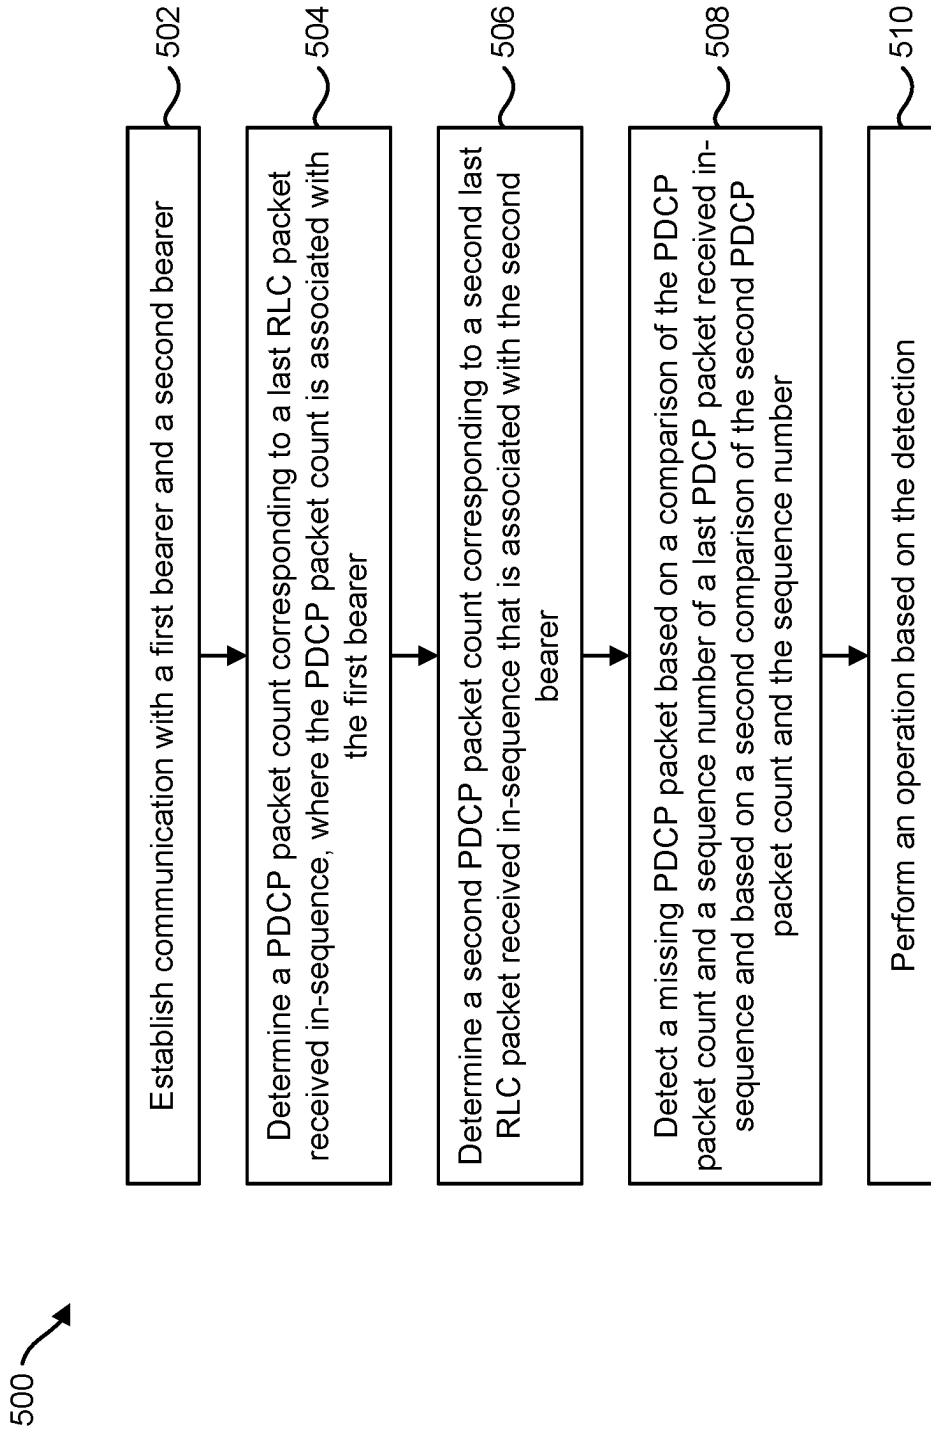 500
Establish communication with a first bearer and a second bearer
502
Determine a PDCP packet count corresponding to a last RLC packet
received in-sequence, where the PDCP packet count is associated with
the first bearer
504
Determine a second PDCP packet count corresponding to a second last
RLC packet received in-sequence that is associated with the second
bearer
506
Detect a missing PDCP packet based on a comparison of the PDCP
packet count and a sequence number of a last PDCP packet received in-
sequence and based on a second comparison of the second PDCP
packet count and the sequence number
508
Perform an operation based on the detection
510